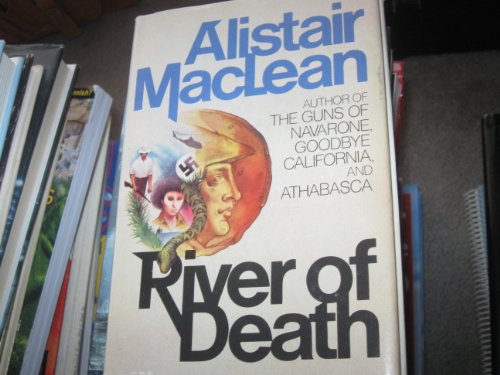 Alistair
MacLean
AUTHOR OF
THE GUNS OF
NAVARONE,
GOODBYE
CALIFORNIA,
AND
ATHABASCA
River of
Death